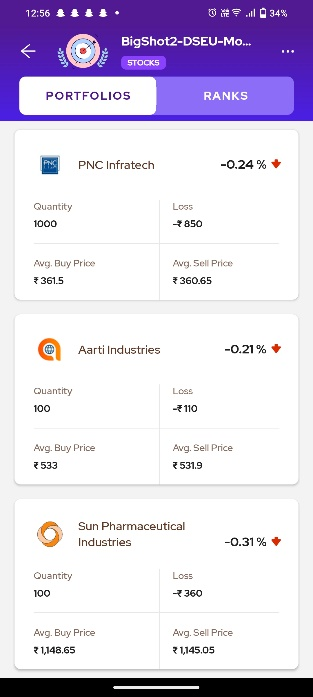 12:56
34%
BigShot2-DSEU-Mo...
STOCKS
PORTFOLIOS RANKS
PNC
PNC Infratech -0.24 %
Quantity Loss
1000 -₹ 850
Avg. Buy Price Avg. Sell Price
₹ 361.5 ₹ 360.65
Aarti Industries -0.21 %
Quantity Loss
100 -₹ 110
Avg. Buy Price Avg. Sell Price
₹ 533 ₹ 531.9
Sun Pharmaceutical
Industries -0.31 %
Quantity Loss
100 -₹ 360
Avg. Buy Price Avg. Sell Price
₹ 1,148.65 ₹ 1,145.05